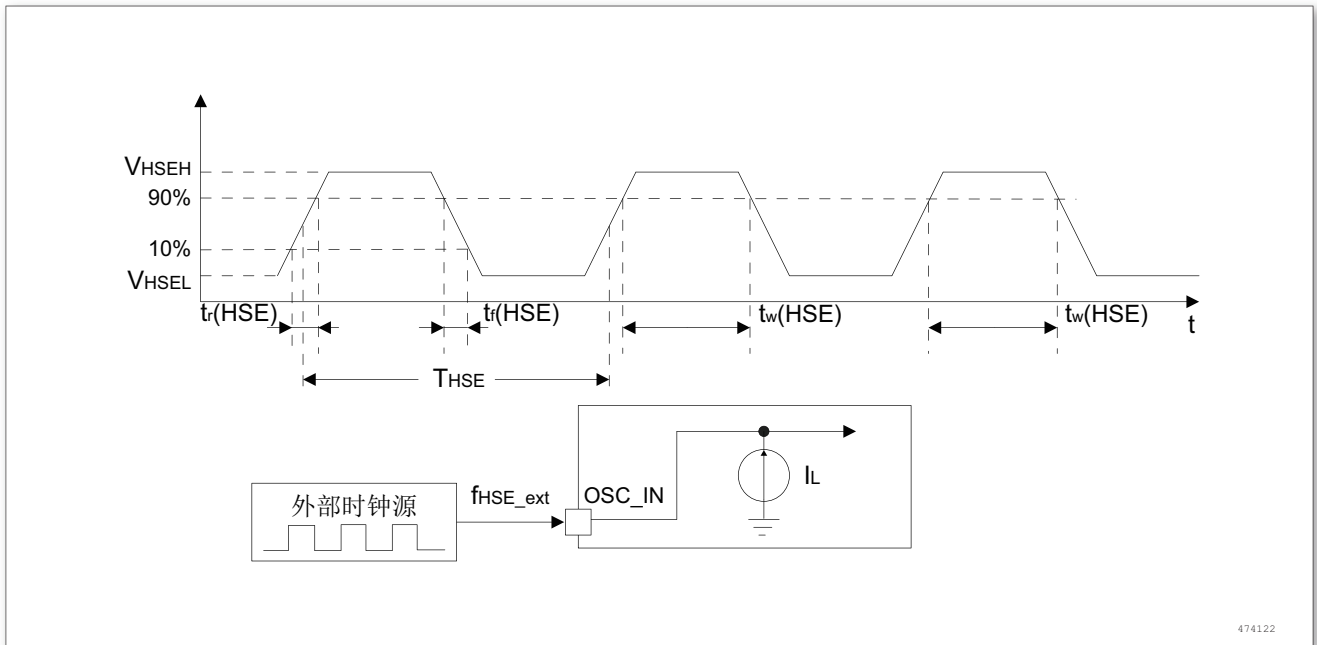 VHSEH
90%
10%
VHSEL
tr(HSE)
tf(HSE)
tw(HSE)
tw(HSE)
t
THSE
外部时钟源
fHSE_ext
OSC_IN
IL
474122